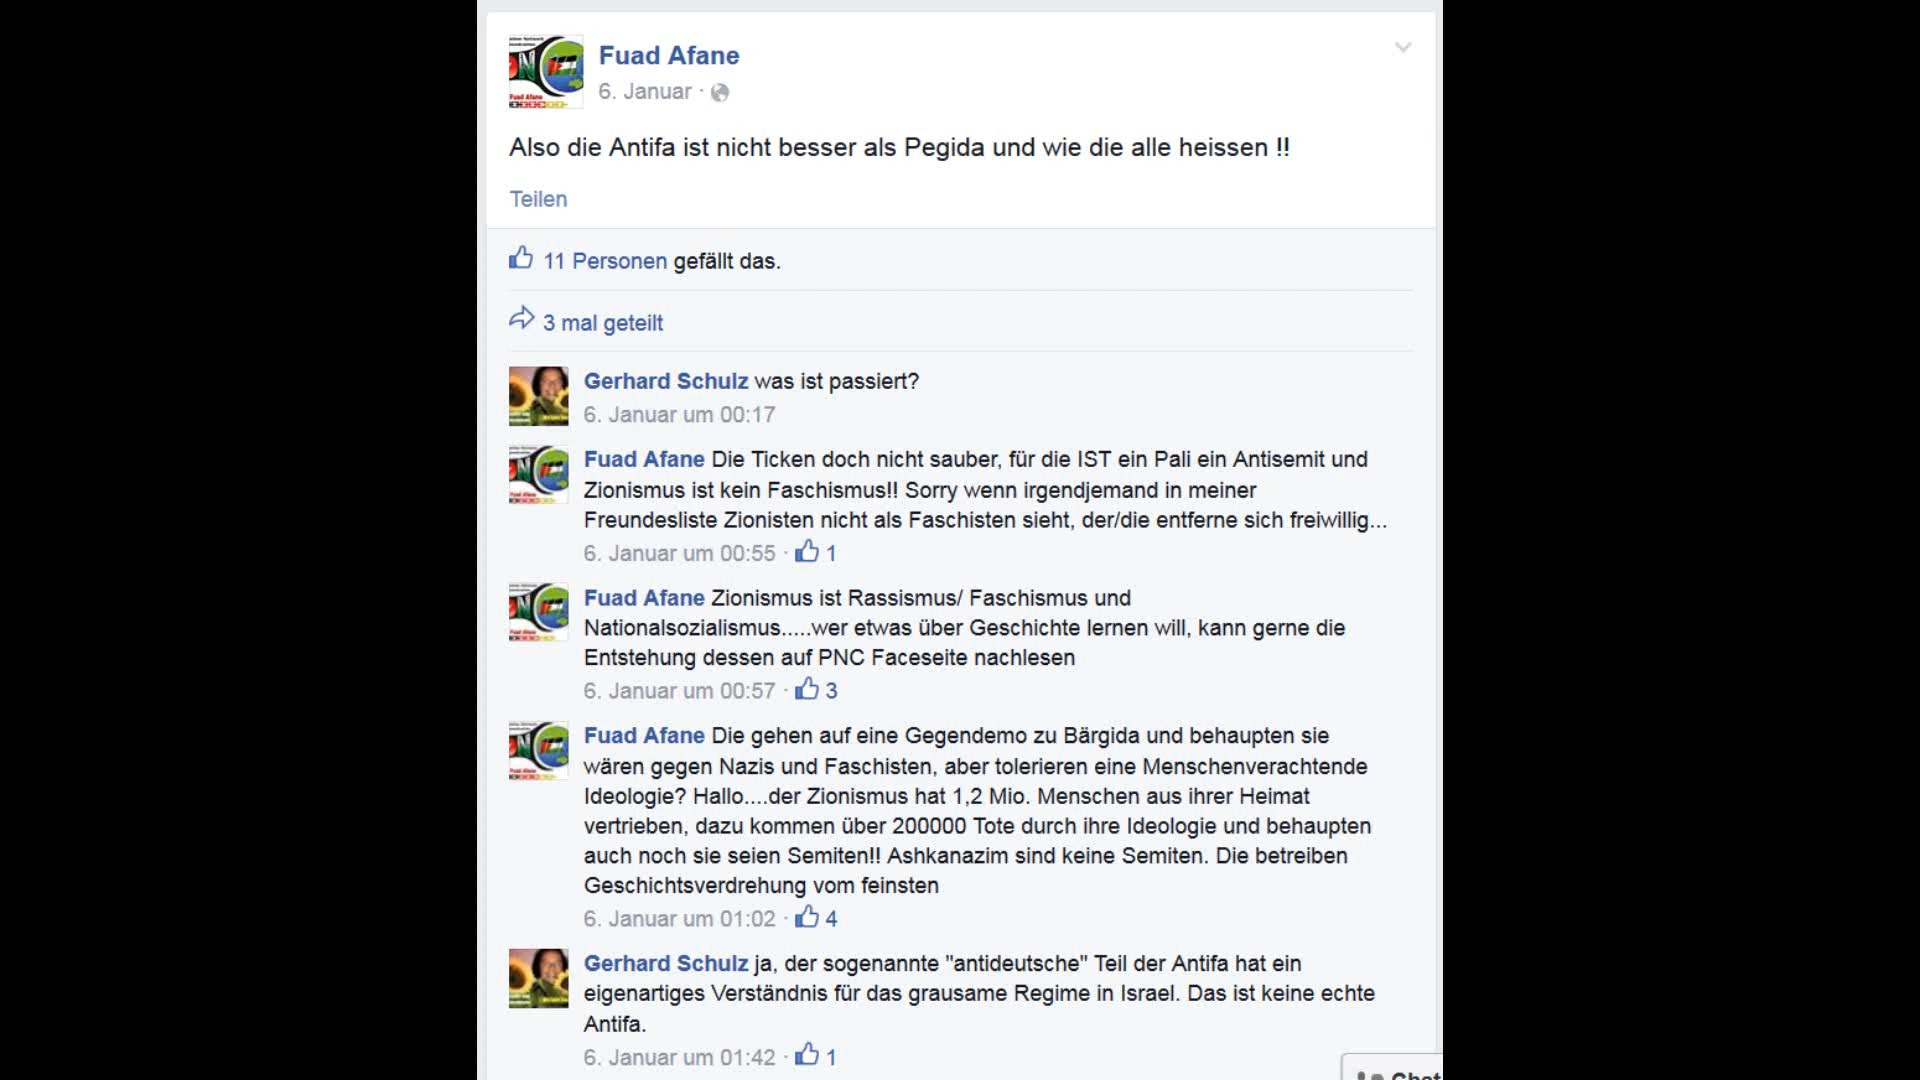 Fuad Afane
6. Januar ·
Also die Antifa ist nicht besser als Pegida und wie die alle heissen !!
Teilen
11 Personen gefällt das.
3 mal geteilt
Gerhard Schulz was ist passiert?
6. Januar um 00:17
Fuad Afane Die Ticken doch nicht sauber, für die IST ein Pali ein Antisemit und
Zionismus ist kein Faschismus!! Sorry wenn irgendjemand in meiner
Freundesliste Zionisten nicht als Faschisten sieht, der/die entferne sich freiwillig...
6. Januar um 00:55 · 1
Fuad Afane Zionismus ist Rassismus/ Faschismus und
Nationalsozialismus.....wer etwas über Geschichte lernen will, kann gerne die
Entstehung dessen auf PNC Faceseite nachlesen
6. Januar um 00:57 · 3
Fuad Afane Die gehen auf eine Gegendemo zu Bärgida und behaupten sie
wären gegen Nazis und Faschisten, aber tolerieren eine Menschenverachtende
Ideologie? Hallo....der Zionismus hat 1,2 Mio. Menschen aus ihrer Heimat
vertrieben, dazu kommen über 200000 Tote durch ihre Ideologie und behaupten
auch noch sie seien Semiten!! Ashkanazim sind keine Semiten. Die betreiben
Geschichtsverdrehung vom feinsten
6. Januar um 01:02 · 4
Gerhard Schulz ja, der sogenannte "antideutsche" Teil der Antifa hat ein
eigenartiges Verständnis für das grausame Regime in Israel. Das ist keine echte
Antifa.
6. Januar um 01:42 · 1
Chat